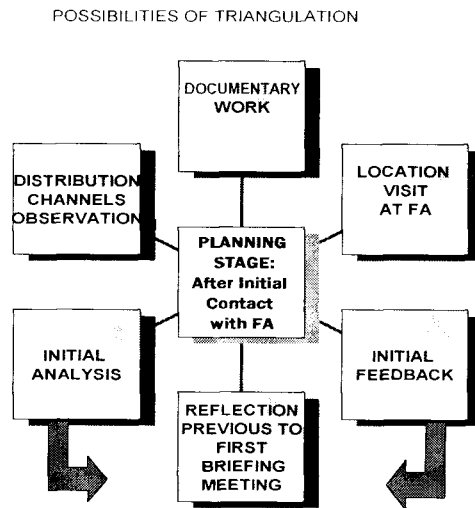 POSSIBILITIES OF TRIANGULATION
DOCUMENTARY
WORK
DISTRIBUTION
CHANNELS
OBSERVATION
LOCATION
VISIT
AT FA
PLANNING
STAGE:
After Initial
Contact
with FA
INITIAL
ANALYSIS
INITIAL
FEEDBACK
REFLECTION
PREVIOUS TO
FIRST
BRIEFING
MEETING